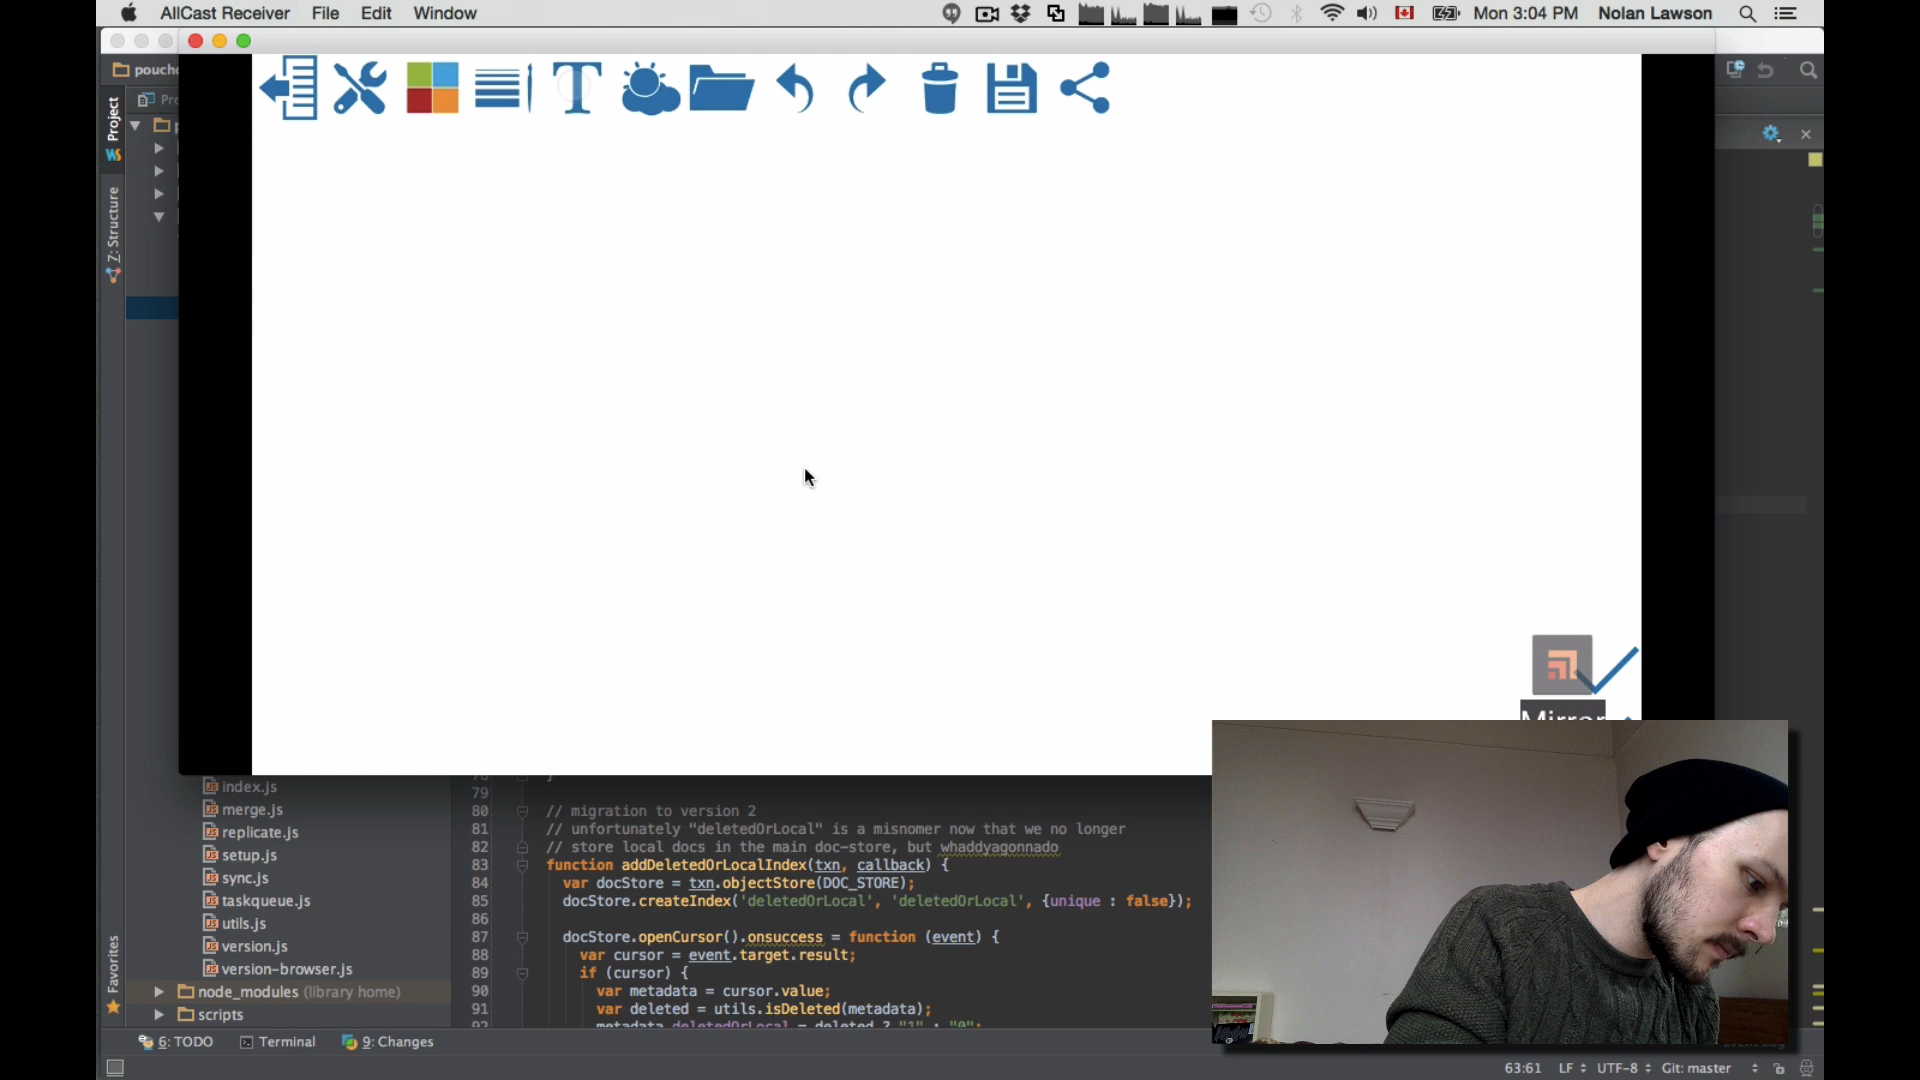 AllCast Receiver File Edit Window Mon 3:04 PM Nolan Lawson
Project
Z: Structure
Favorites
T
index.js
merge.js
replicate.js
setup.js
sync.js
taskqueue.js
utils.js
version.js
version-browser.js
node_modules (library home)
scripts
79
80 // migration to version 2
81 // unfortunately "deletedOrLocal" is a misnomer now that we no longer
82 // store local docs in the main doc-store, but whaddyagonnado
83 function addDeletedOrLocalIndex(txn, callback) {
84 var docStore = txn.objectStore(DOC_STORE);
85 docStore.createIndex('deletedOrLocal', 'deletedOrLocal', {unique : false});
86
87 docStore.openCursor().onsuccess = function (event) {
88 var cursor = event.target.result;
89 if (cursor) {
90 var metadata = cursor.value;
91 var deleted = utils.isDeleted(metadata);
92 metadata.deletedOrLocal = deleted ? "1" : "0";
6: TODO Terminal 9: Changes
63:61 LF UTF-8 Git: master